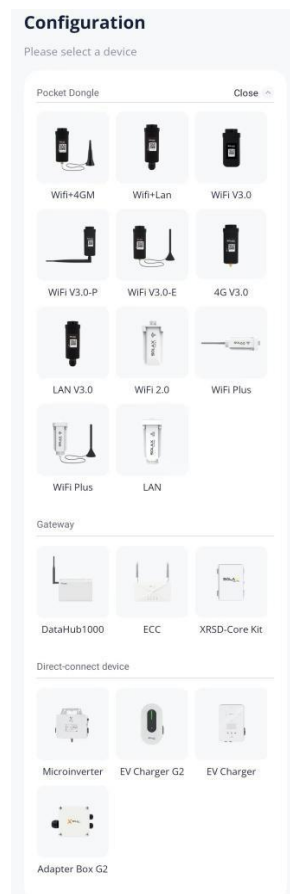 Configuration
Please select a device
Pocket Dongle Close
Wifi+4GM Wifi+Lan WiFi V3.0
WiFi V3.0-P WiFi V3.0-E 4G V3.0
LAN V3.0 WiFi 2.0 WiFi Plus
WiFi Plus LAN
Gateway
DataHub1000 ECC XRSD-Core Kit
Direct-connect device
Microinverter EV Charger G2 EV Charger
Adapter Box G2